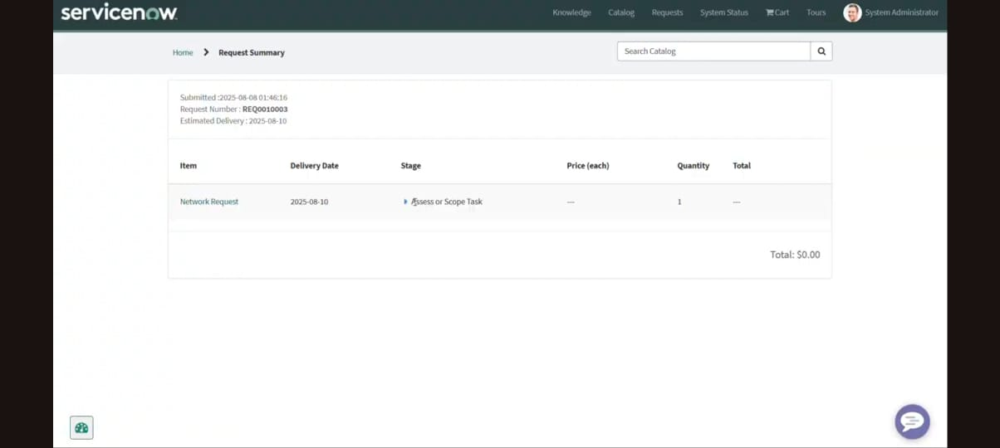 servicenow.
Knowledge Catalog Requests System Status Cart Tours System Administrator
Home > Request Summary
Search Catalog
Submitted :2025-08-08 01:46:16
Request Number : REQ0010003
Estimated Delivery : 2025-08-10
Item Delivery Date Stage Price (each) Quantity Total
Network Request 2025-08-10 Assess or Scope Task --- 1 ---
Total: $0.00